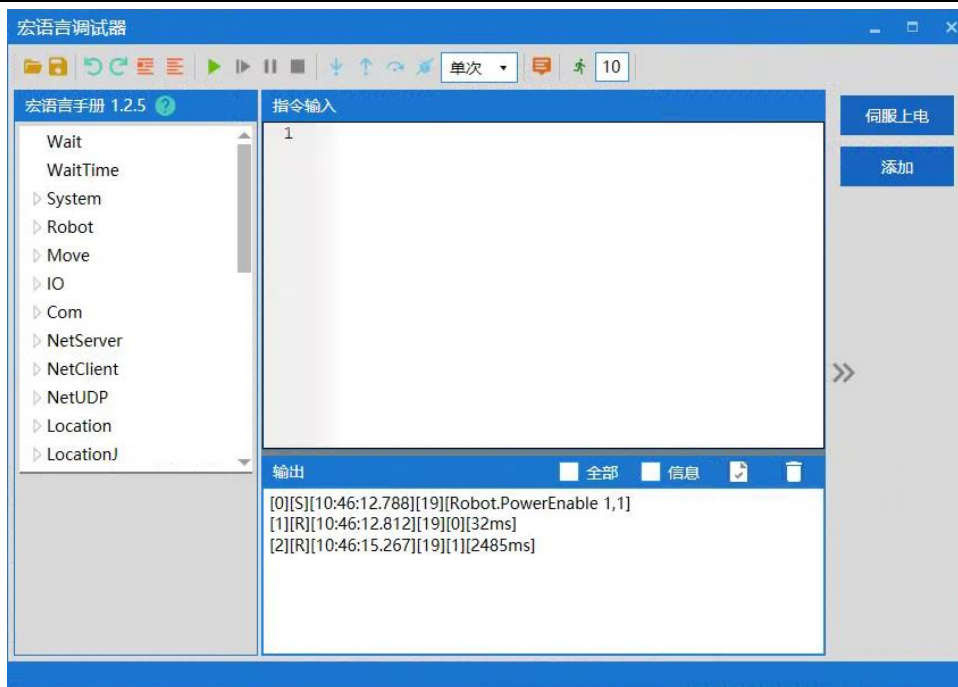 宏语言调试器
单次
10
宏语言手册 1.2.5
Wait
WaitTime
System
Robot
Move
IO
Com
NetServer
NetClient
NetUDP
Location
LocationJ
指令输入
1
伺服上电
添加
输出
全部
信息
[0][S][10:46:12.788][19][Robot.PowerEnable 1,1]
[1][R][10:46:12.812][19][0][32ms]
[2][R][10:46:15.267][19][1][2485ms]